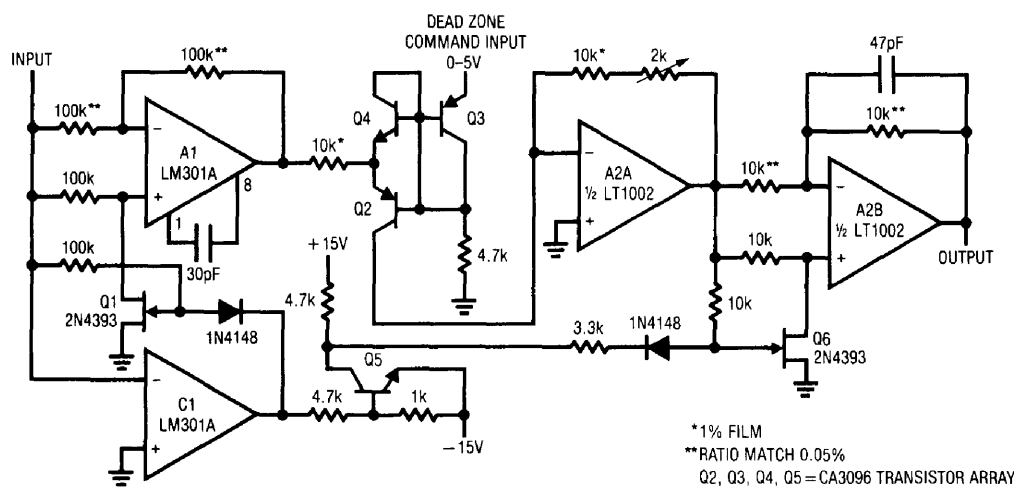 DEAD ZONE
COMMAND INPUT
0–5V
INPUT
100k**
100k**
–
A1
LM301A
+
8
1
30pF
100k
100k
10k*
Q4
Q3
Q2
4.7k
Q1
2N4393
1N4148
–
C1
LM301A
+
+15V
4.7k
Q5
4.7k
1k
–15V
10k*
2k
–
A2A
½ LT1002
+
10k**
10k
10k
3.3k
1N4148
47pF
10k**
–
A2B
½ LT1002
+
OUTPUT
Q6
2N4393
*1% FILM
**RATIO MATCH 0.05%
Q2, Q3, Q4, Q5 = CA3096 TRANSISTOR ARRAY